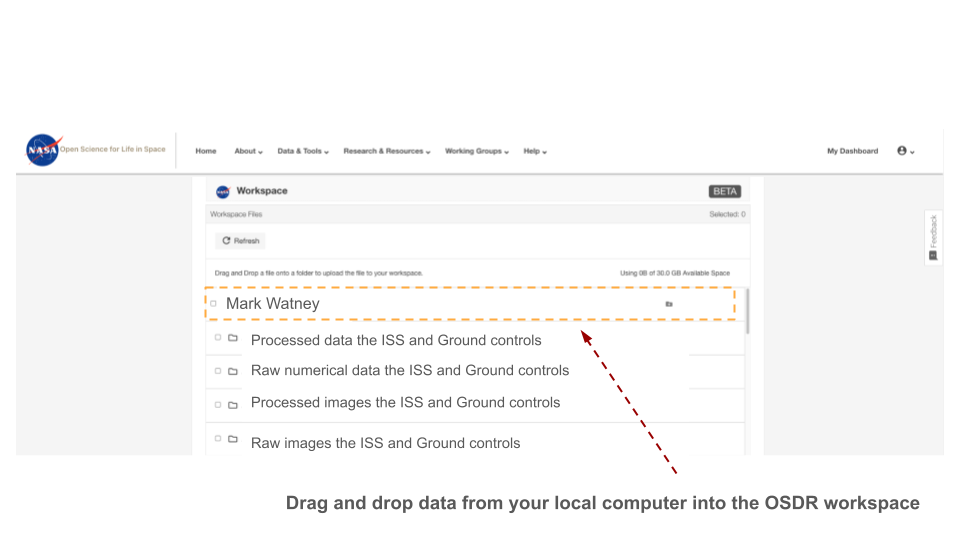 NASA Open Science for Life in Space Home About Data & Tools Research & Resources Working Groups Help My Dashboard
NASA Workspace BETA
Workspace Files Selected: 0
Refresh
Feedback
Drag and Drop a file onto a folder to upload the file to your workspace. Using 0B of 30.0 GB Available Space
Mark Watney
Processed data the ISS and Ground controls
Raw numerical data the ISS and Ground controls
Processed images the ISS and Ground controls
Raw images the ISS and Ground controls
Drag and drop data from your local computer into the OSDR workspace